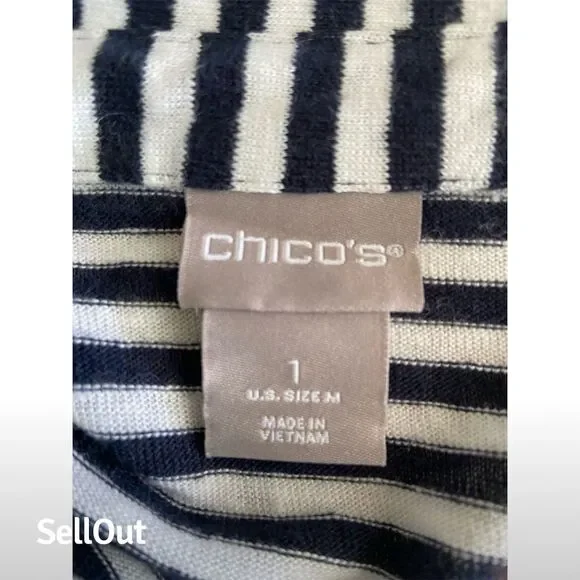 chico's®
1
U.S. SIZE M
MADE IN
VIETNAM
SellOut